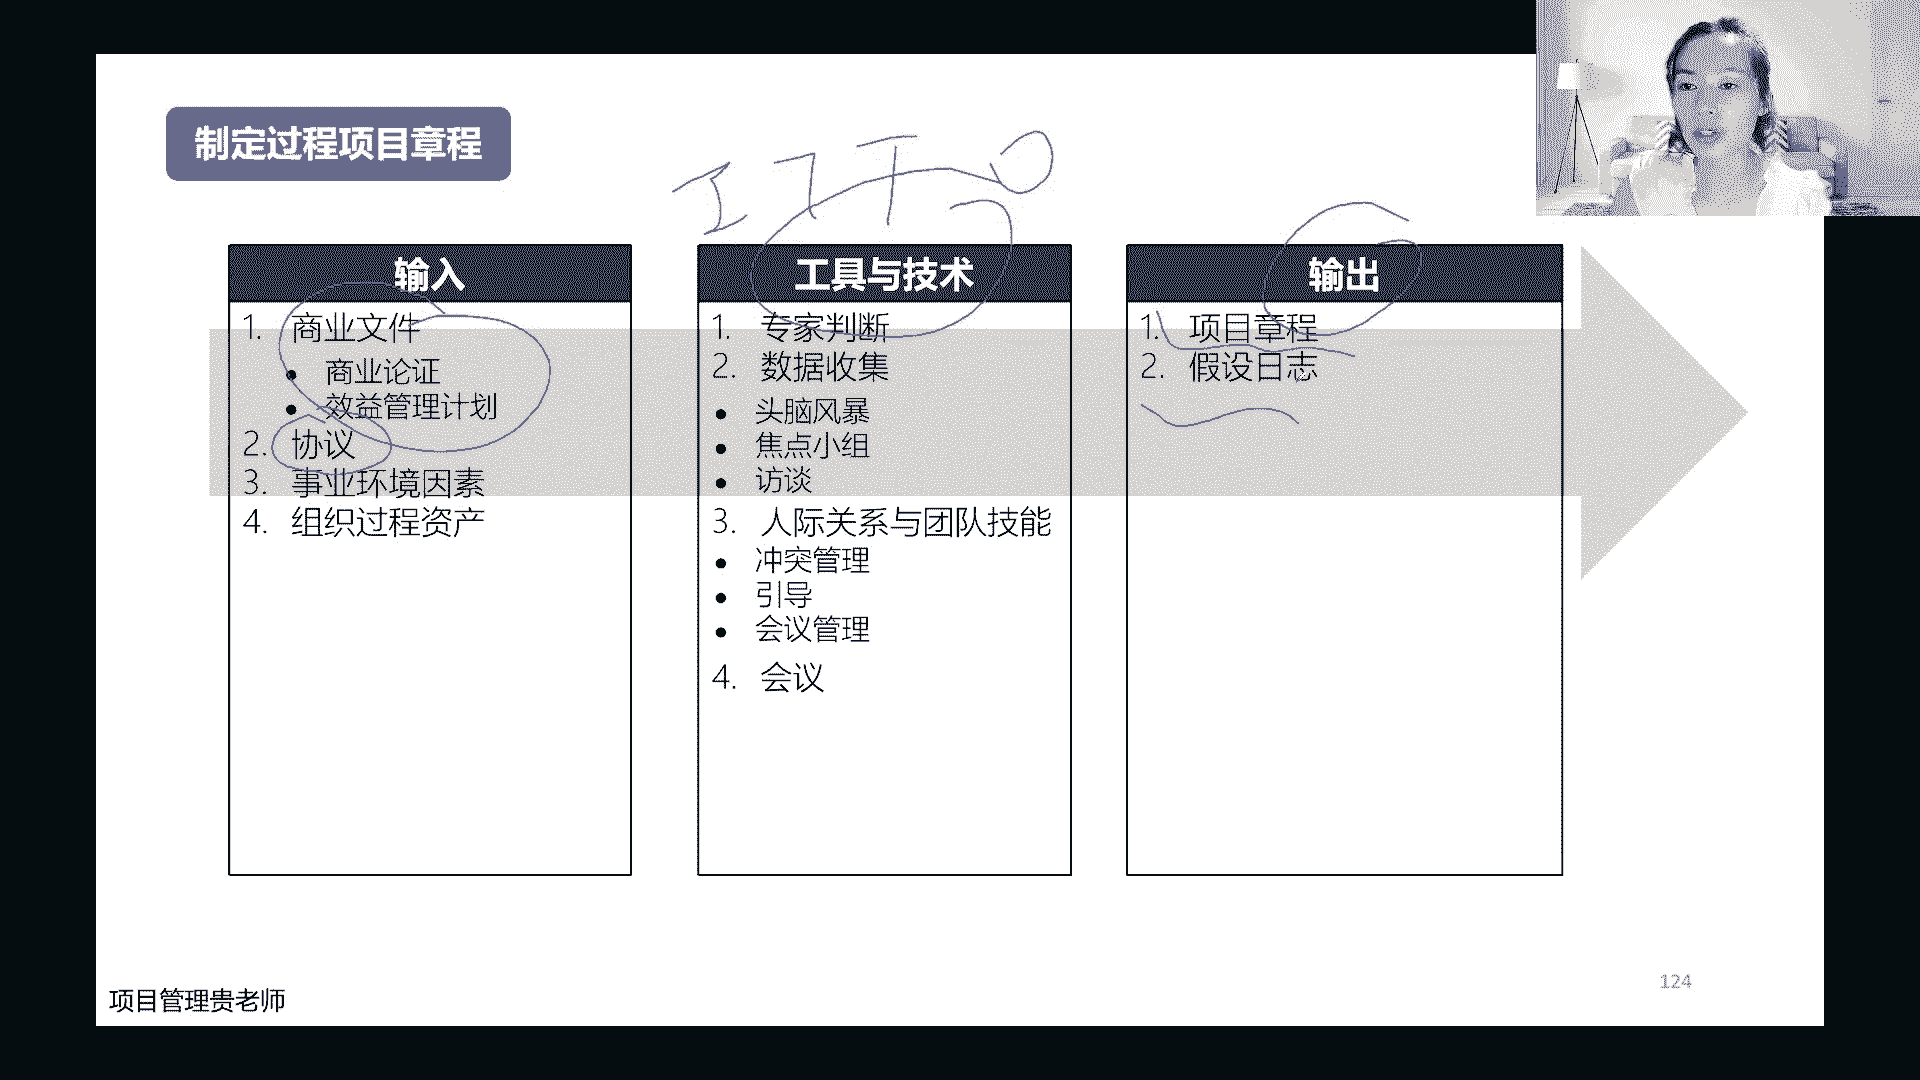 制定过程项目章程
I T T O
输入
1. 商业文件
• 商业论证
• 效益管理计划
2. 协议
3. 事业环境因素
4. 组织过程资产
工具与技术
1. 专家判断
2. 数据收集
• 头脑风暴
• 焦点小组
• 访谈
3. 人际关系与团队技能
• 冲突管理
• 引导
• 会议管理
4. 会议
输出
1. 项目章程
2. 假设日志
项目管理贵老师
124